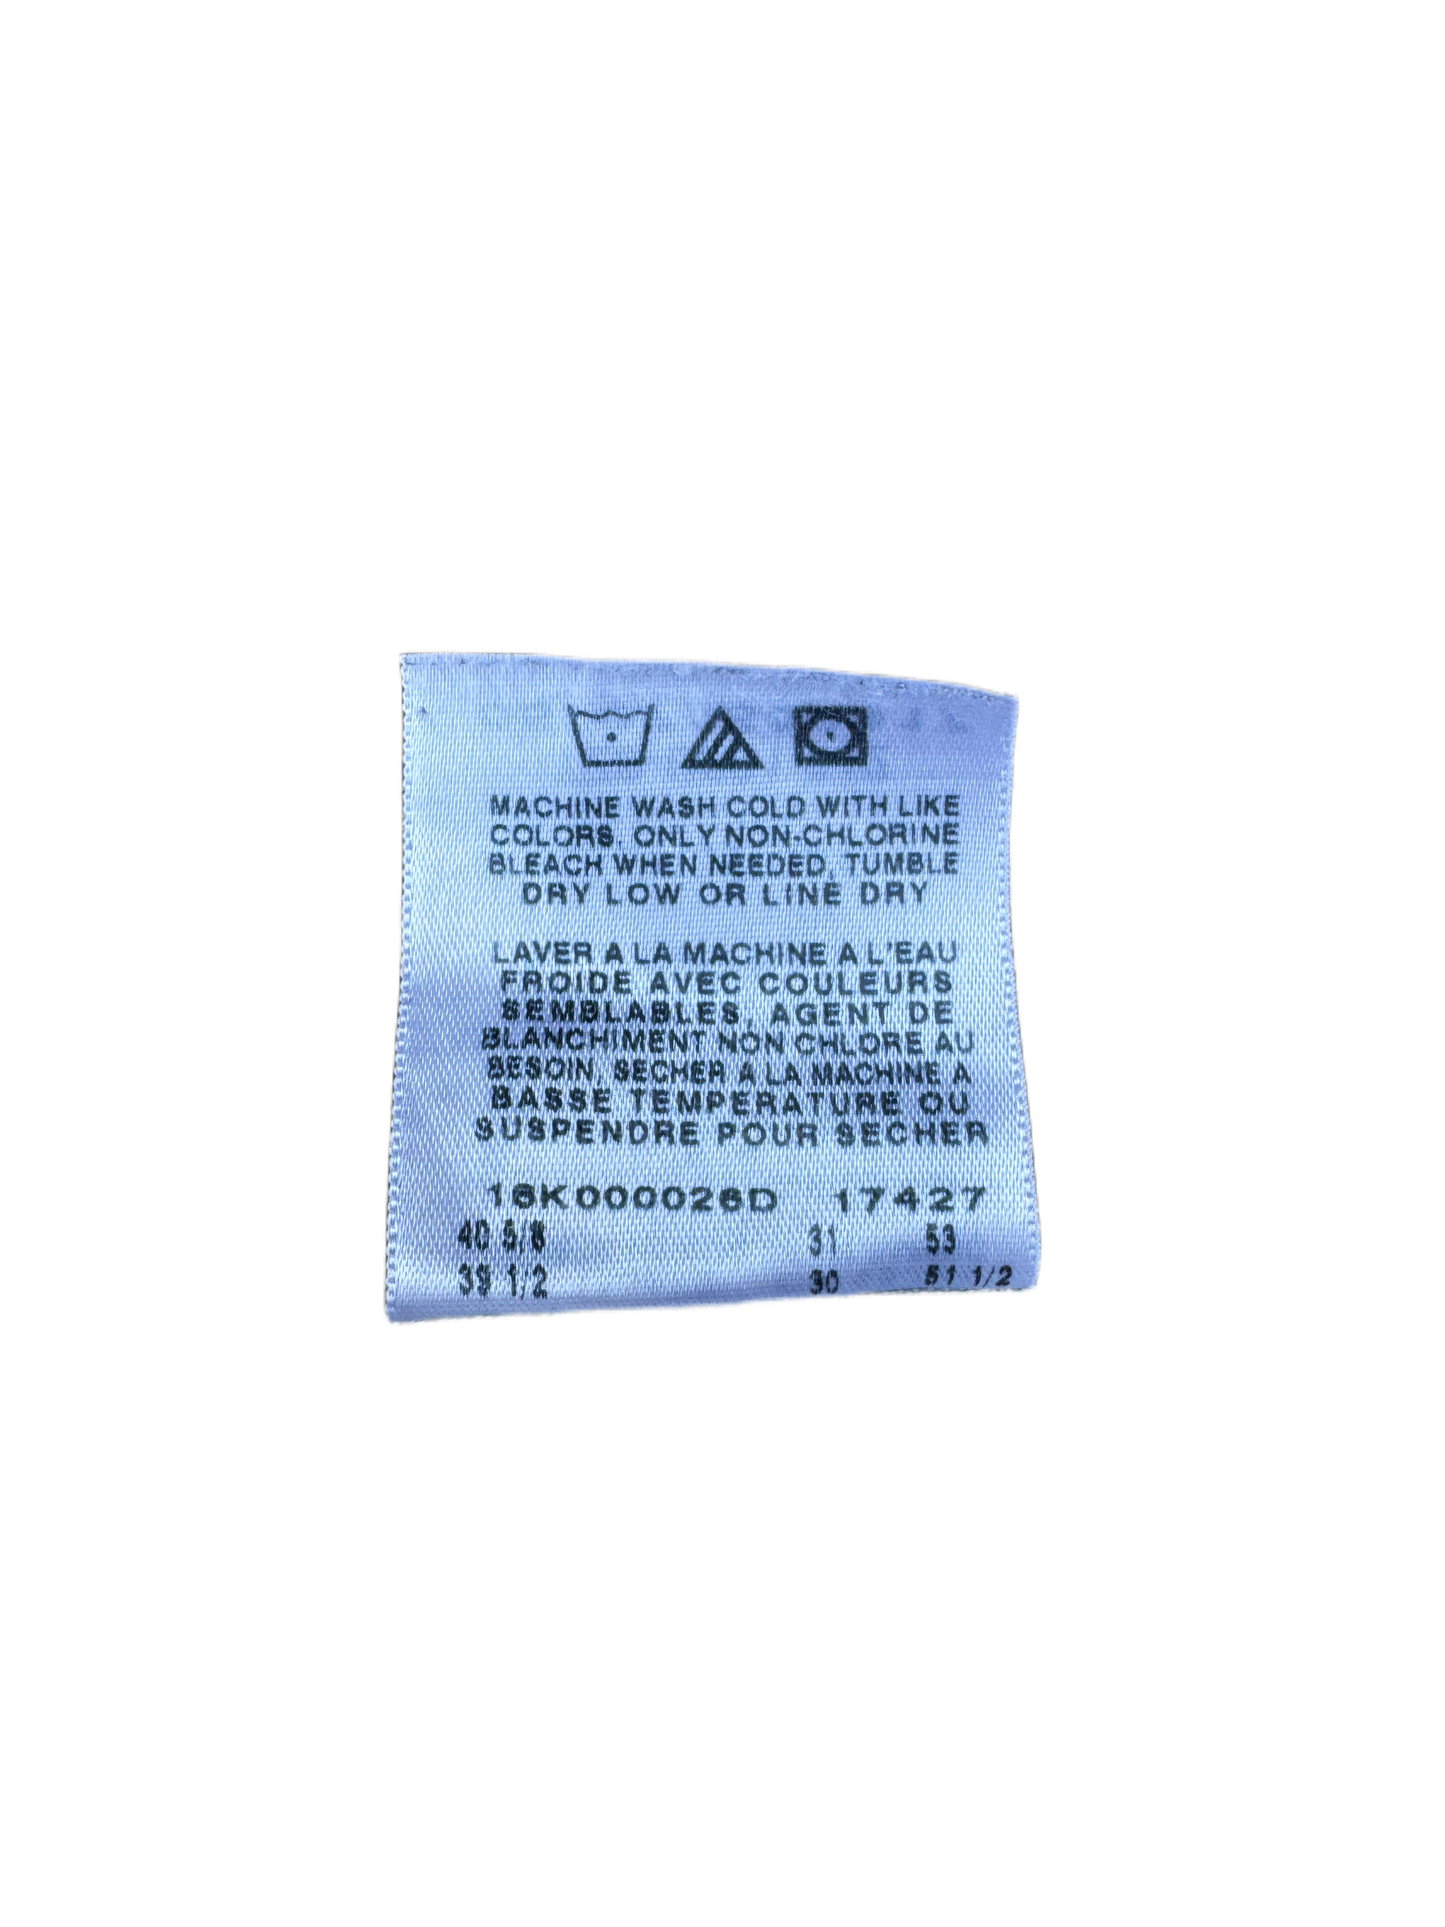 MACHINE WASH COLD WITH LIKE
COLORS, ONLY NON-CHLORINE
BLEACH WHEN NEEDED, TUMBLE
DRY LOW OR LINE DRY
LAVER A LA MACHINE A L'EAU
FROIDE AVEC COULEURS
SEMBLABLES, AGENT DE
BLANCHIMENT NON CHLORE AU
BESOIN, SECHER A LA MACHINE A
BASSE TEMPERATURE OU
SUSPENDRE POUR SECHER
17427
40 5/8 31 53
39 1/2 30 51 1/2